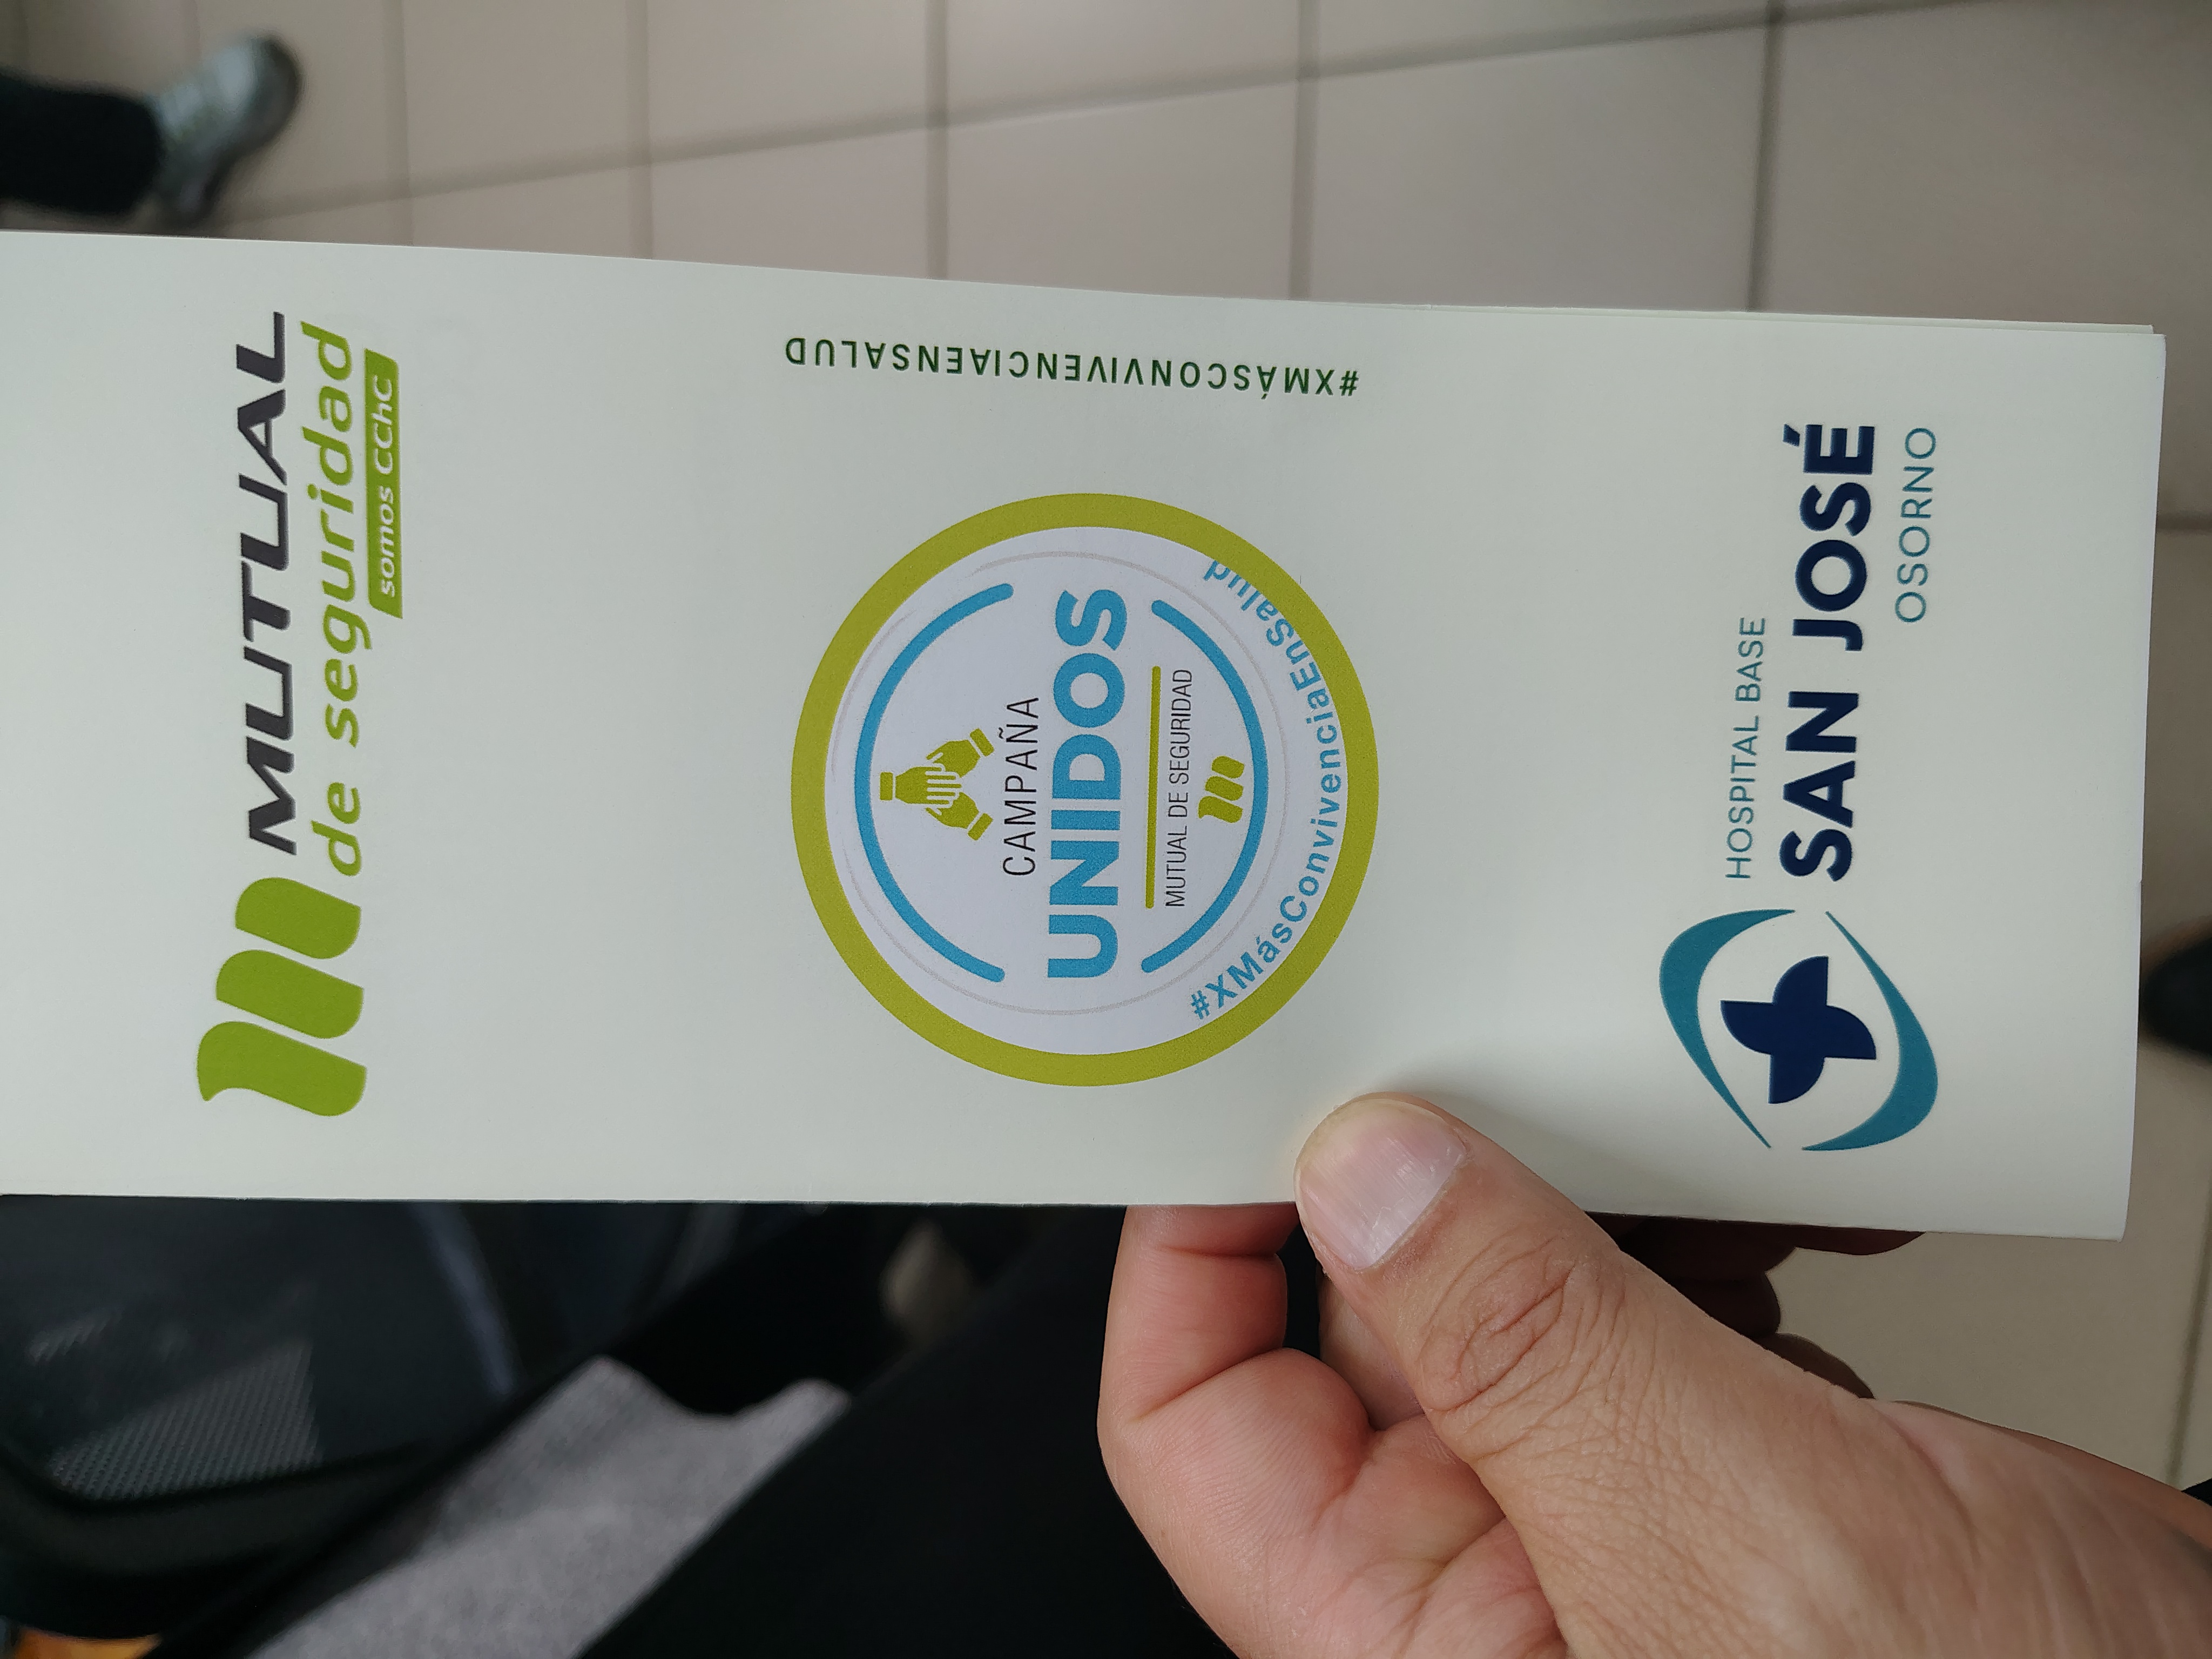 MUTUAL
de seguridad
somos CChC
#XMÁSCONVIVENCIAENSALUD
CAMPAÑA
UNIDOS
MUTUAL DE SEGURIDAD
#XMásConvivenciaEnSalud
HOSPITAL BASE
SAN JOSÉ
OSORNO